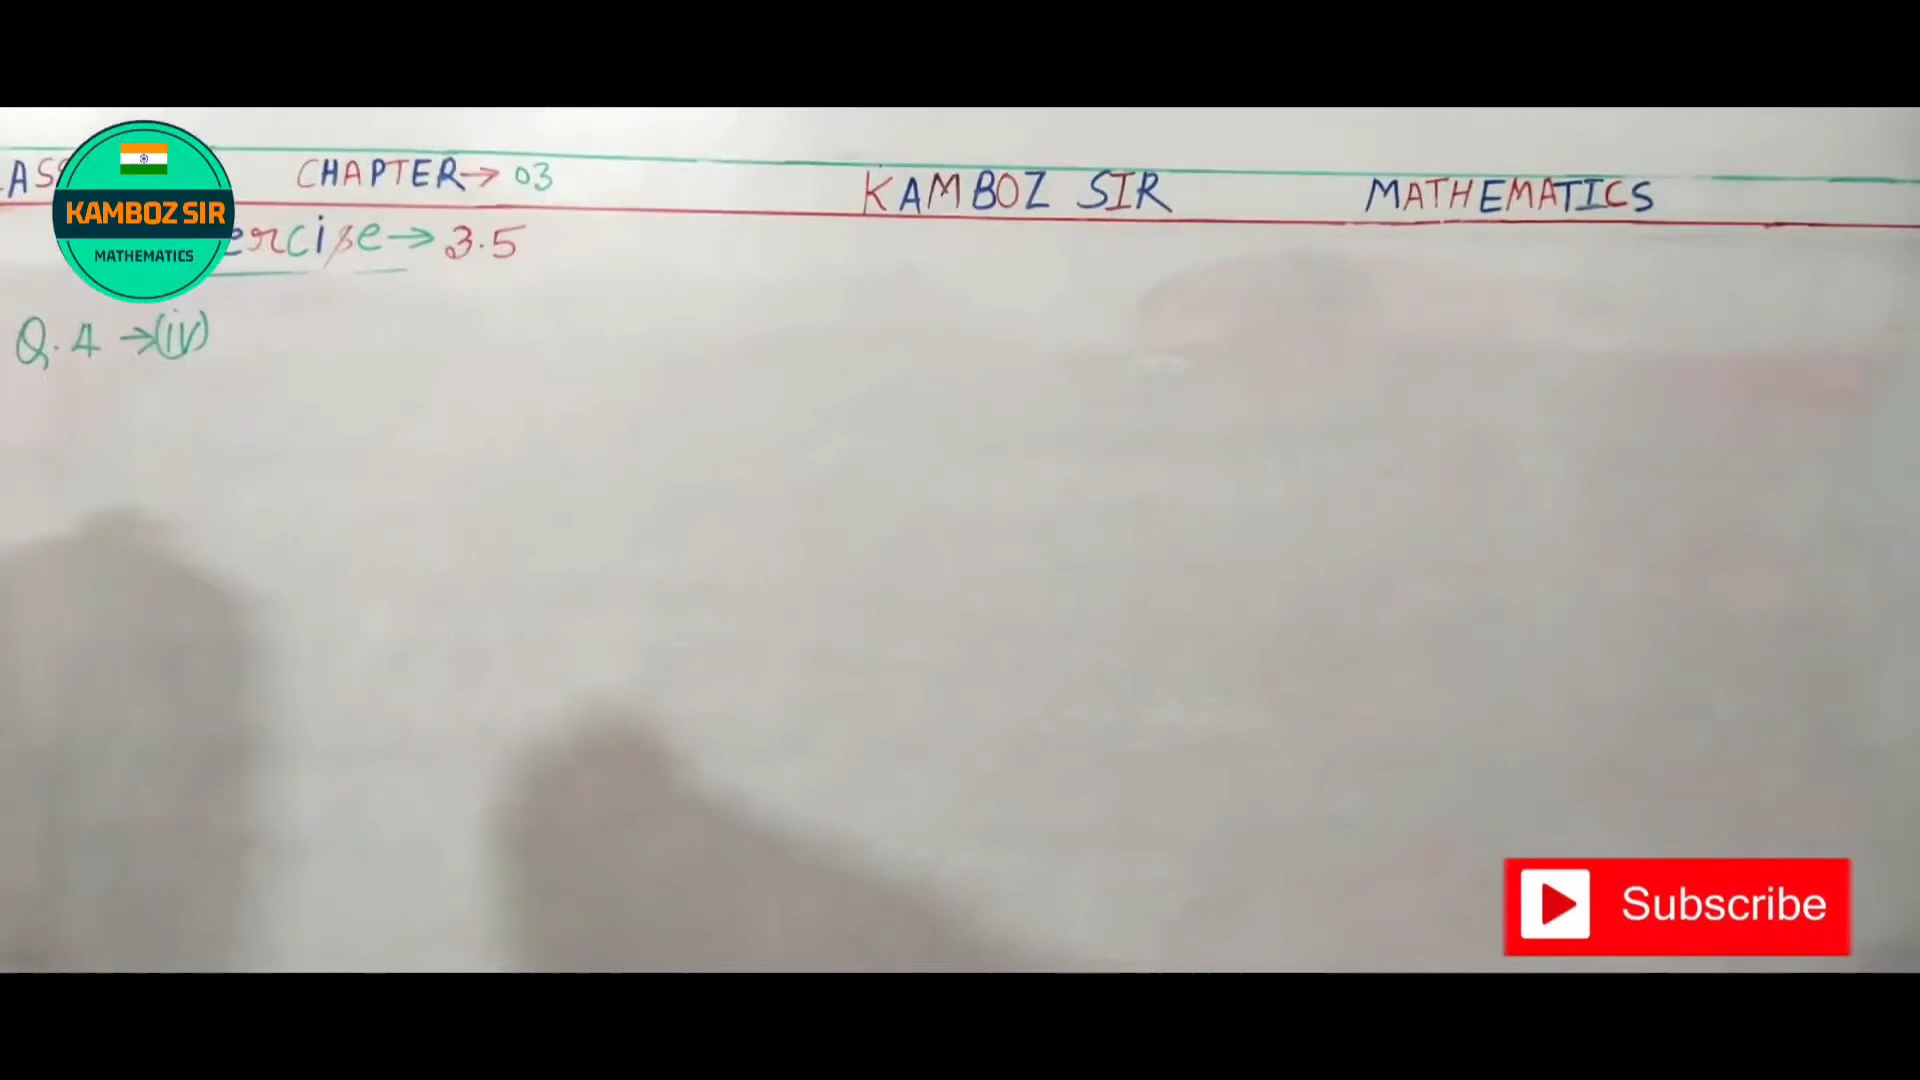 CHAPTER→03 KAMBOZ SIR MATHEMATICS
KAMBOZ SIR
MATHEMATICS
ercise→3.5
Q.4→(iv)
Subscribe